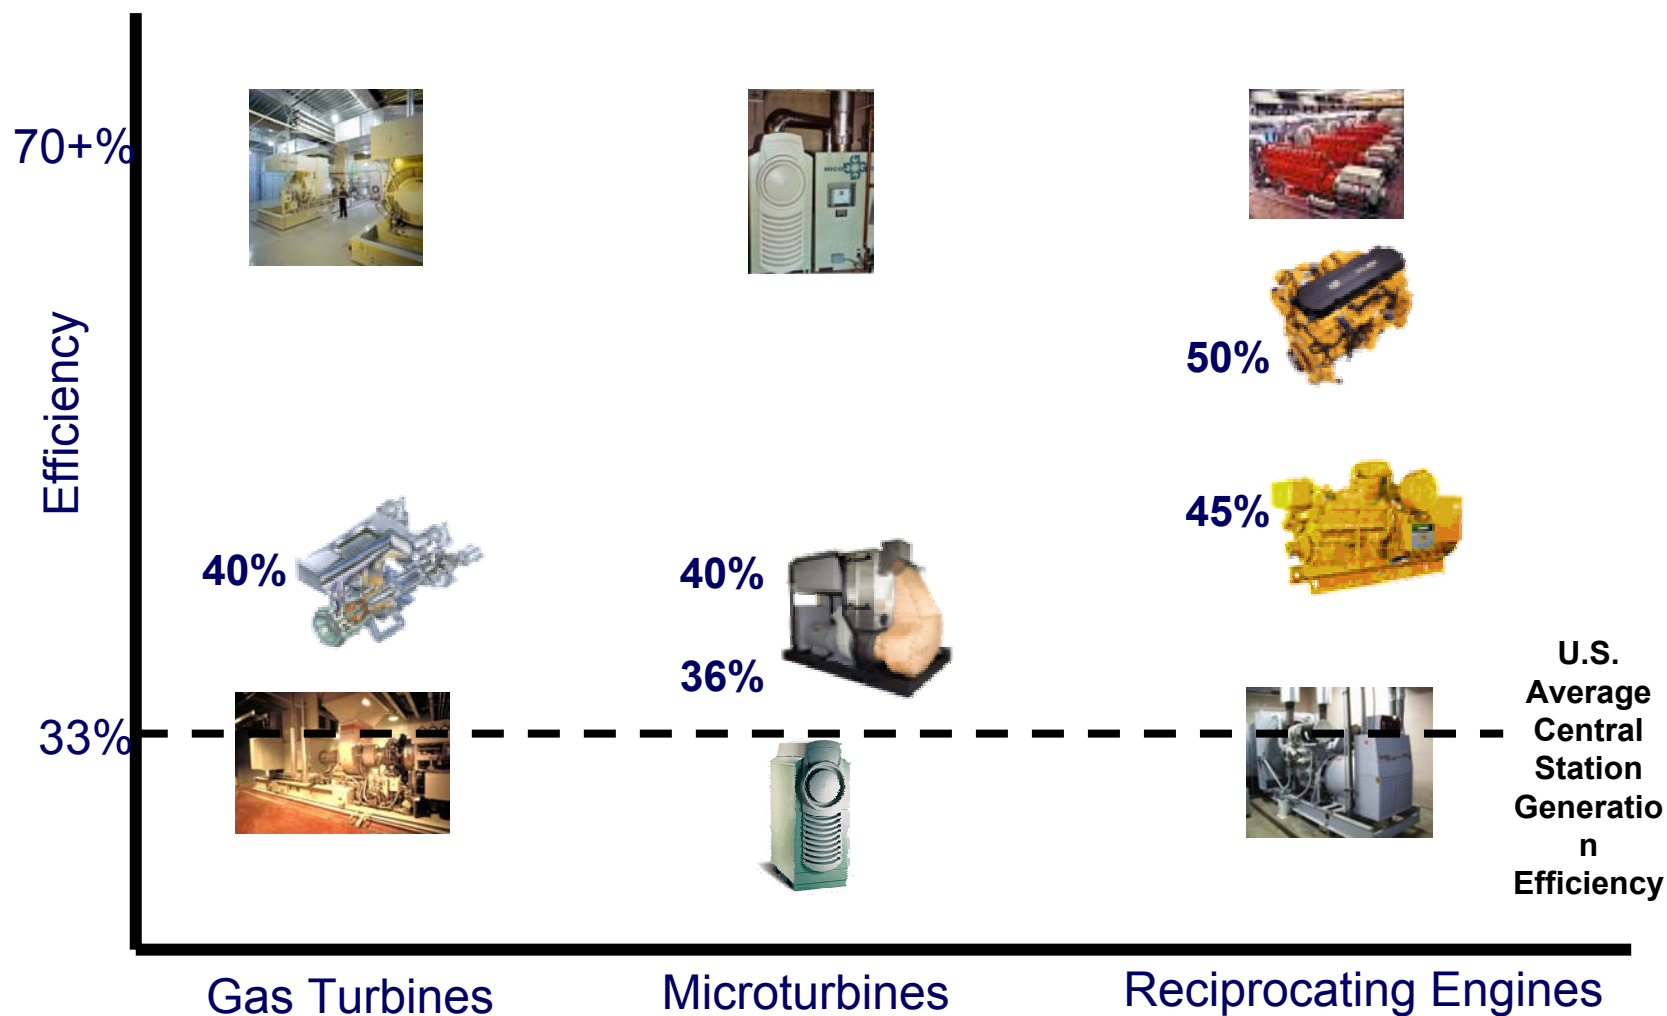 70+%
Efficiency
50%
45%
40%
40%
36%
33%
U.S.
Average
Central
Station
Generatio
n
Efficiency
Gas Turbines
Microturbines
Reciprocating Engines